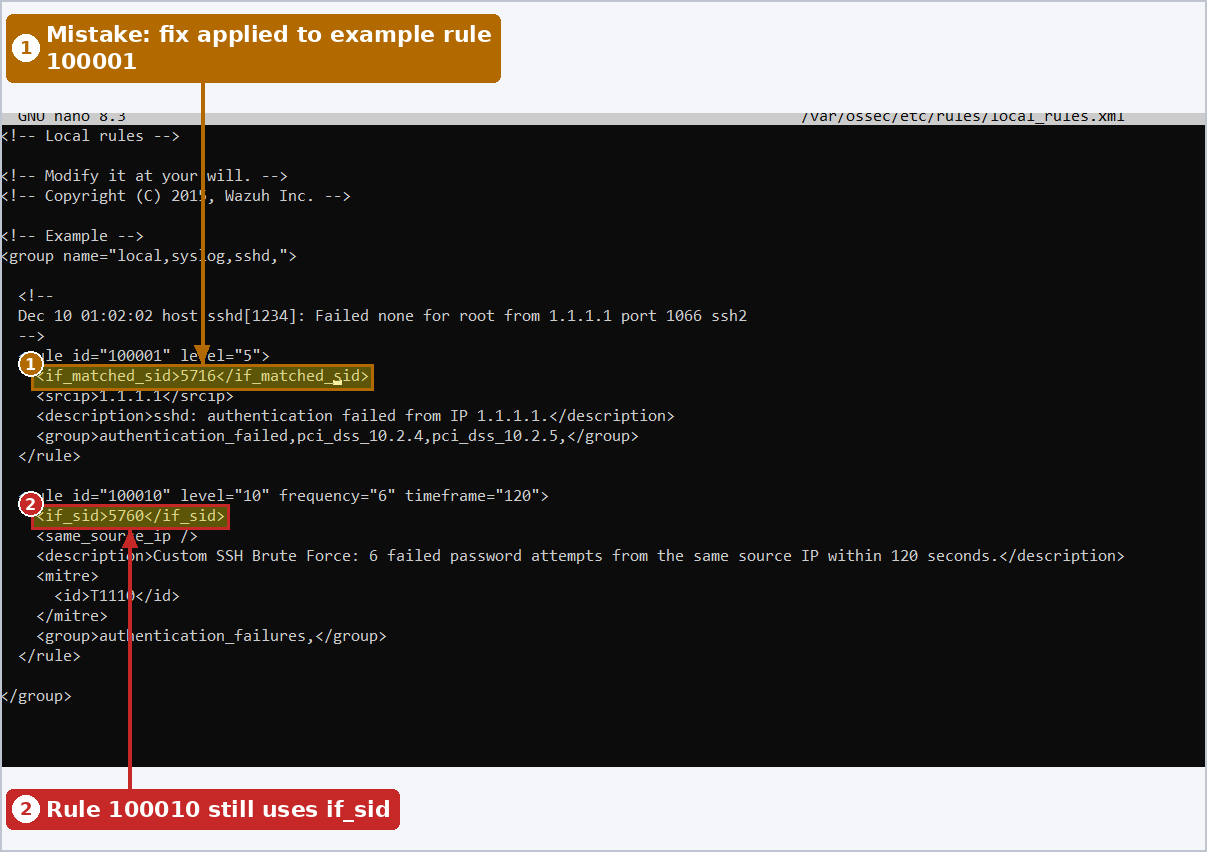 1 Mistake: fix applied to example rule
100001
GNU nano 8.3 /var/ossec/etc/rules/local_rules.xml
<!-- Local rules -->
<!-- Modify it at your will. -->
<!-- Copyright (C) 2015, Wazuh Inc. -->
<!-- Example -->
<group name="local,syslog,sshd,">
<!--
Dec 10 01:02:02 host sshd[1234]: Failed none for root from 1.1.1.1 port 1066 ssh2
-->
1 ule id="100001" level="5">
<if_matched_sid>5716</if_matched_sid>
<srcip>1.1.1.1</srcip>
<description>sshd: authentication failed from IP 1.1.1.1.</description>
<group>authentication_failed,pci_dss_10.2.4,pci_dss_10.2.5,</group>
</rule>
2 ule id="100010" level="10" frequency="6" timeframe="120">
<if_sid>5760</if_sid>
<same_source_ip />
<description>Custom SSH Brute Force: 6 failed password attempts from the same source IP within 120 seconds.</description>
<mitre>
<id>T1110</id>
</mitre>
<group>authentication_failures,</group>
</rule>
</group>
2 Rule 100010 still uses if_sid